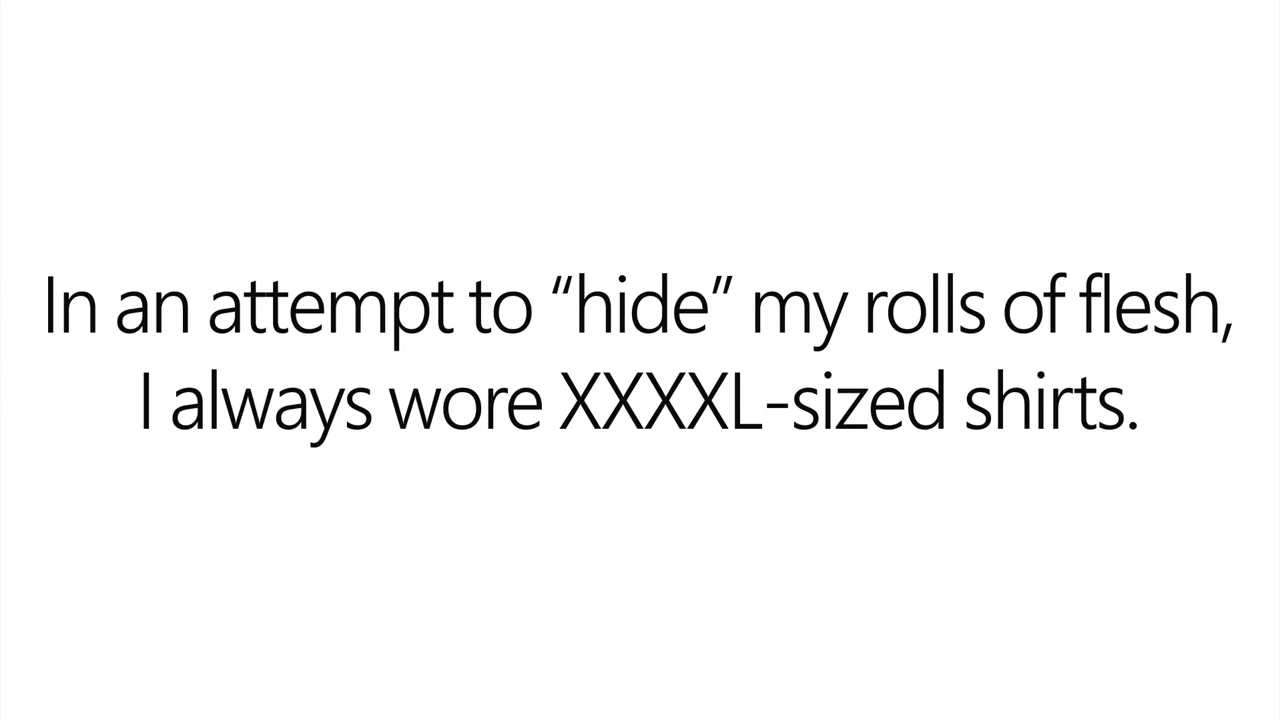 In an attempt to “hide” my rolls of flesh,
I always wore XXXXL-sized shirts.